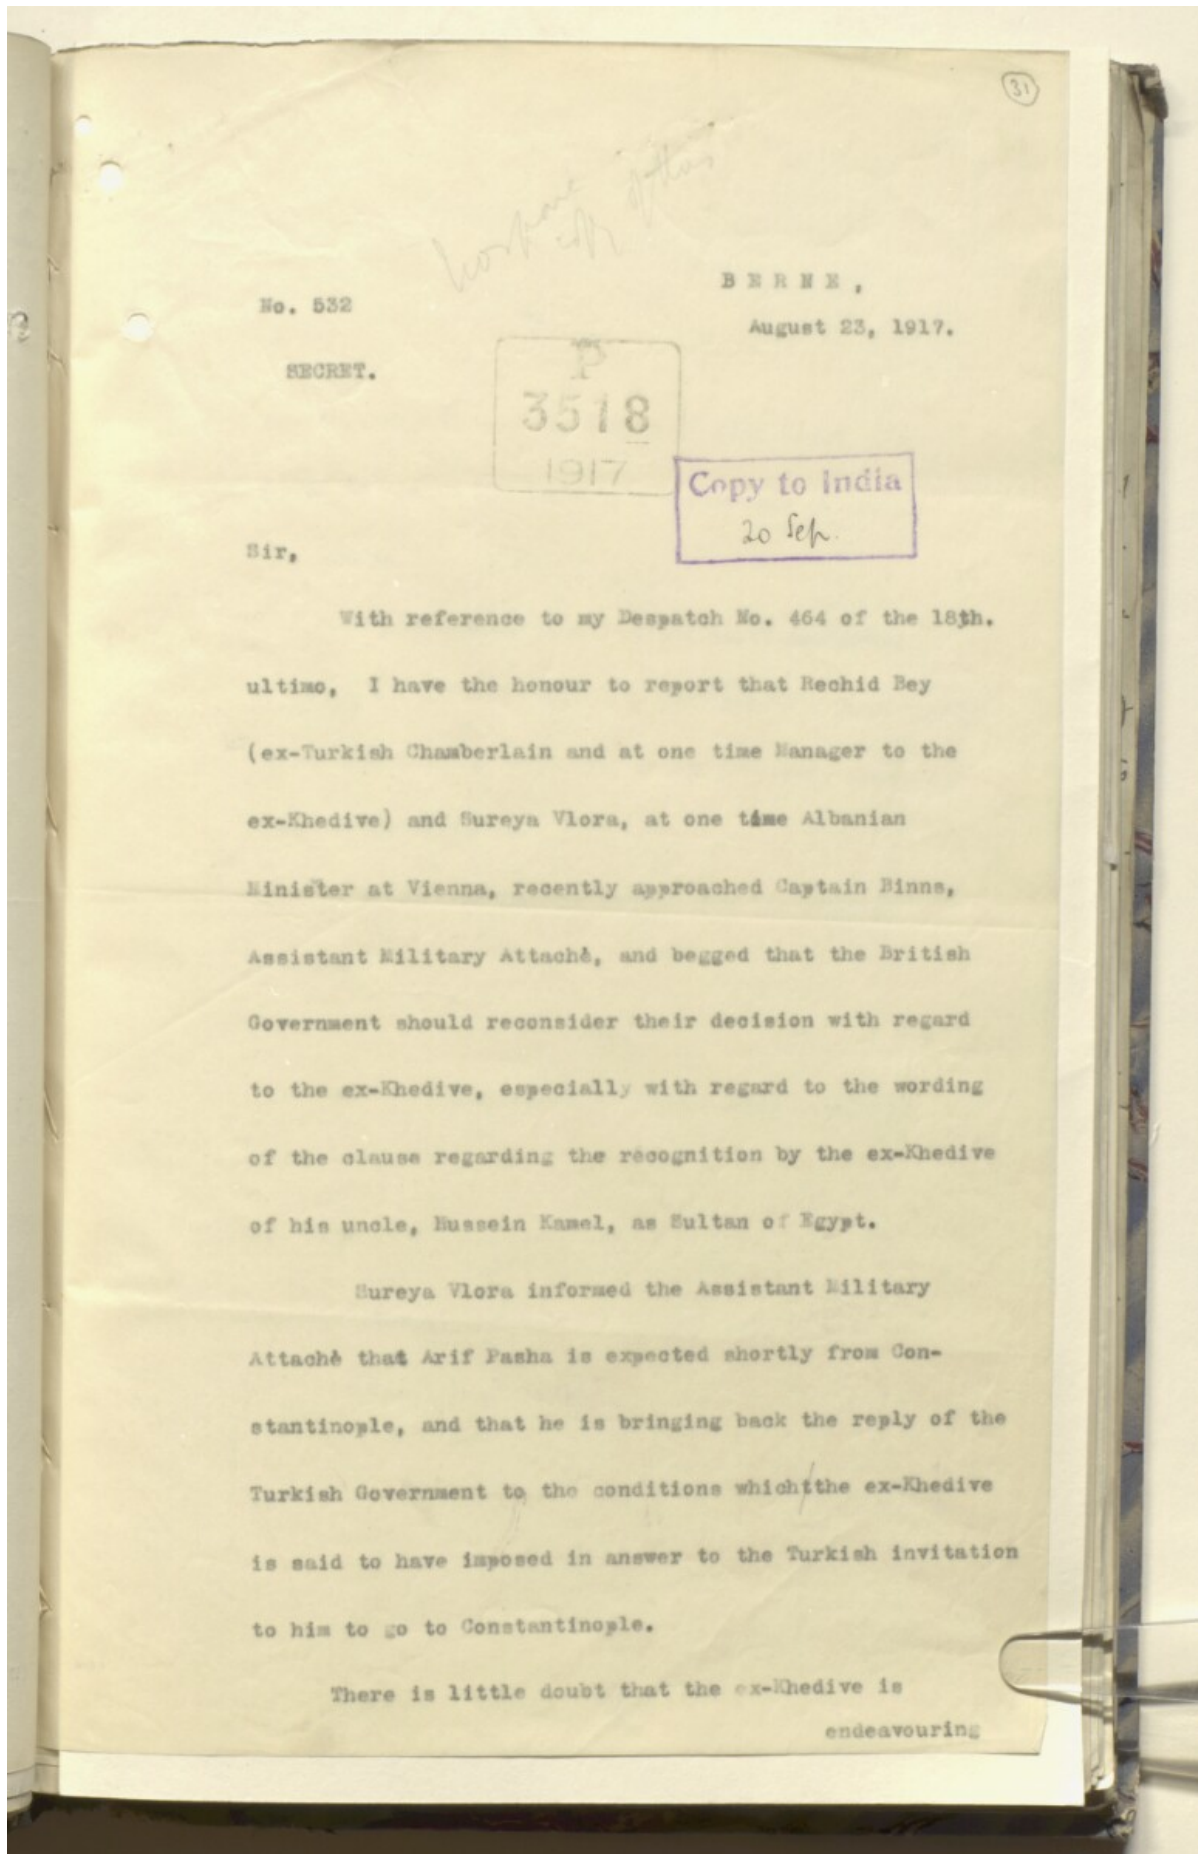 31
BERNE,
No. 532
August 23, 1917.
SECRET.
P
3518
1917
Copy to India
20 Sep.
Sir,
With reference to my Despatch No. 464 of the 18th.
ultimo, I have the honour to report that Rechid Bey
(ex-Turkish Chamberlain and at one time Manager to the
ex-Khedive) and Sureya Vlora, at one time Albanian
Minister at Vienna, recently approached Captain Binns,
Assistant Military Attaché, and begged that the British
Government should reconsider their decision with regard
to the ex-Khedive, especially with regard to the wording
of the clause regarding the recognition by the ex-Khedive
of his uncle, Hussein Kamel, as Sultan of Egypt.
Sureya Vlora informed the Assistant Military
Attaché that Arif Pasha is expected shortly from Con-
stantinople, and that he is bringing back the reply of the
Turkish Government to the conditions which the ex-Khedive
is said to have imposed in answer to the Turkish invitation
to him to go to Constantinople.
There is little doubt that the ex-Khedive is
endeavouring